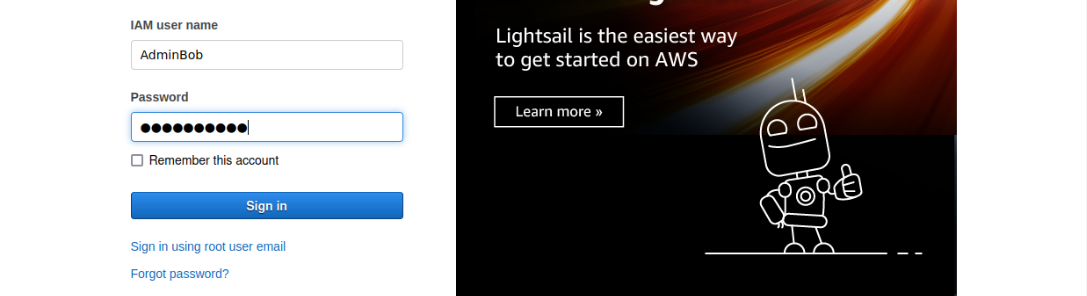 IAM user name
AdminBob
Password
●●●●●●●●●●
Remember this account
Sign in
Sign in using root user email
Forgot password?
Lightsail is the easiest way
to get started on AWS
Learn more »